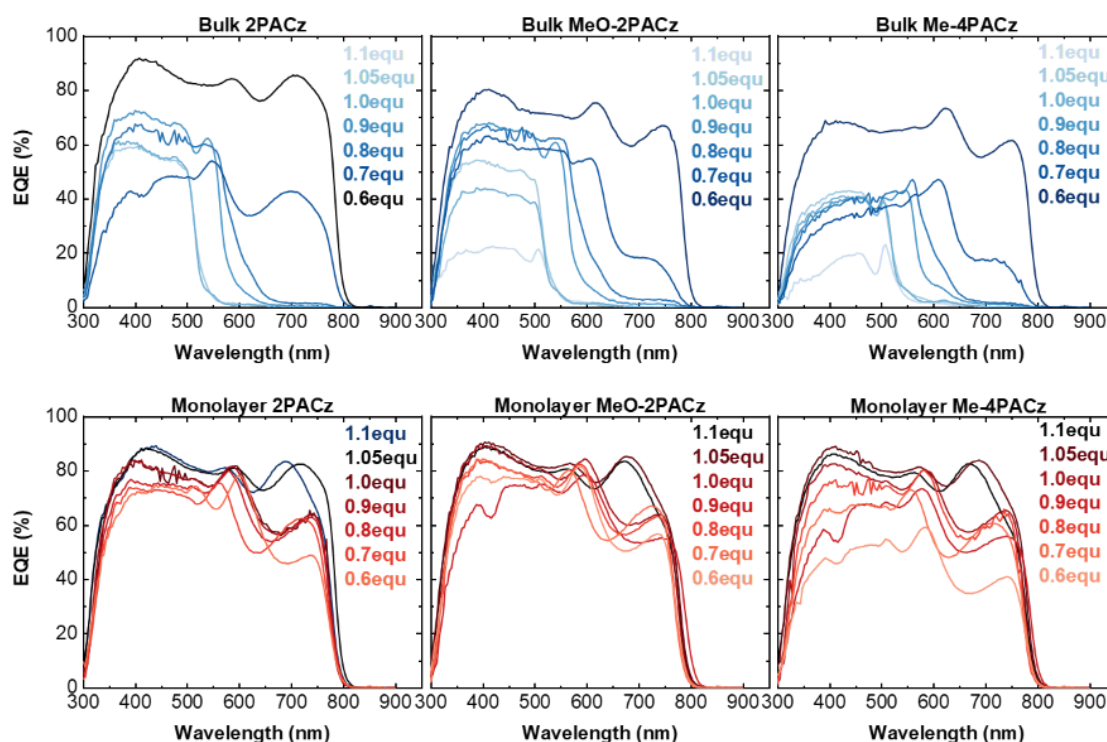 Bulk 2PACz
Bulk MeO-2PACz
Bulk Me-4PACz
EQE (%)
100
80
60
40
20
0
1.1equ
1.05equ
1.0equ
0.9equ
0.8equ
0.7equ
0.6equ
1.1equ
1.05equ
1.0equ
0.9equ
0.8equ
0.7equ
0.6equ
1.1equ
1.05equ
1.0equ
0.9equ
0.8equ
0.7equ
0.6equ
300 400 500 600 700 800 900
300 400 500 600 700 800 900
300 400 500 600 700 800 900
Wavelength (nm)
Wavelength (nm)
Wavelength (nm)
Monolayer 2PACz
Monolayer MeO-2PACz
Monolayer Me-4PACz
EQE (%)
100
80
60
40
20
0
1.1equ
1.05equ
1.0equ
0.9equ
0.8equ
0.7equ
0.6equ
1.1equ
1.05equ
1.0equ
0.9equ
0.8equ
0.7equ
0.6equ
1.1equ
1.05equ
1.0equ
0.9equ
0.8equ
0.7equ
0.6equ
300 400 500 600 700 800 900
300 400 500 600 700 800 900
300 400 500 600 700 800 900
Wavelength (nm)
Wavelength (nm)
Wavelength (nm)